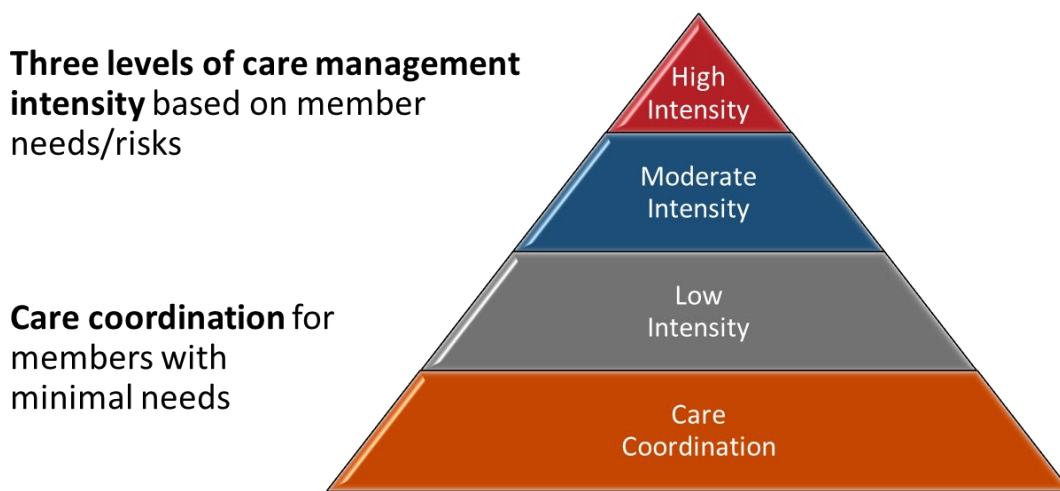 Three levels of care management
intensity based on member
needs/risks
Care coordination for
members with
minimal needs
High
Intensity
Moderate
Intensity
Low
Intensity
Care
Coordination